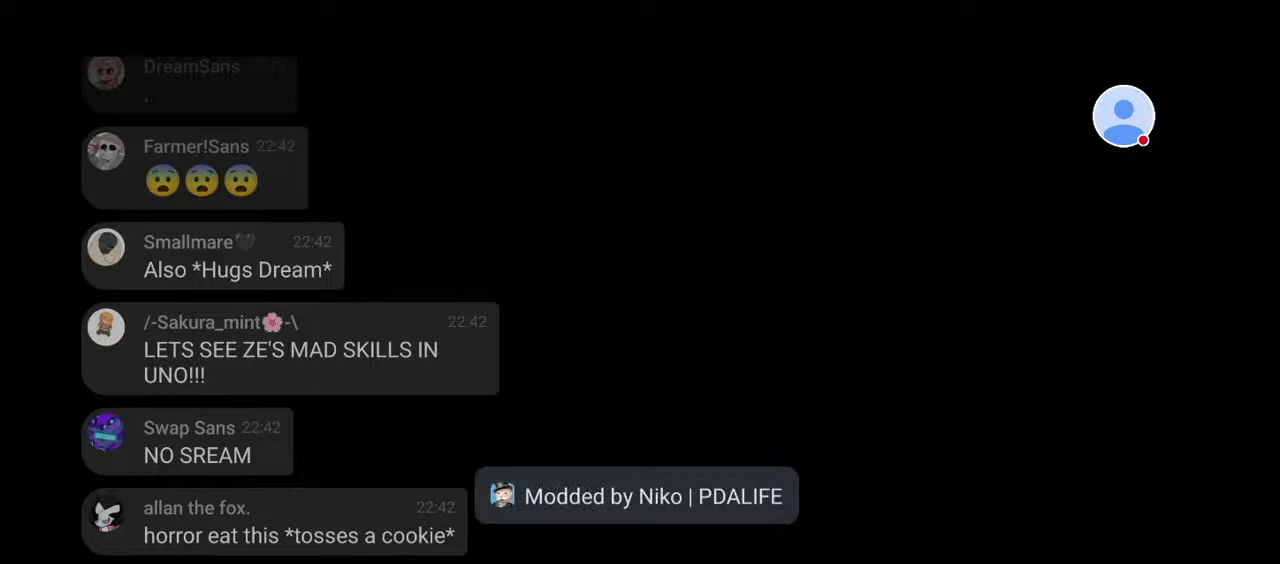 DreamSans 22:42
.
Farmer!Sans 22:42
😨😨😨
Smallmare🖤 22:42
Also *Hugs Dream*
/-Sakura_mint🌸-\ 22:42
LETS SEE ZE'S MAD SKILLS IN
UNO!!!
Swap Sans 22:42
NO SREAM
Modded by Niko | PDALIFE
allan the fox. 22:42
horror eat this *tosses a cookie*